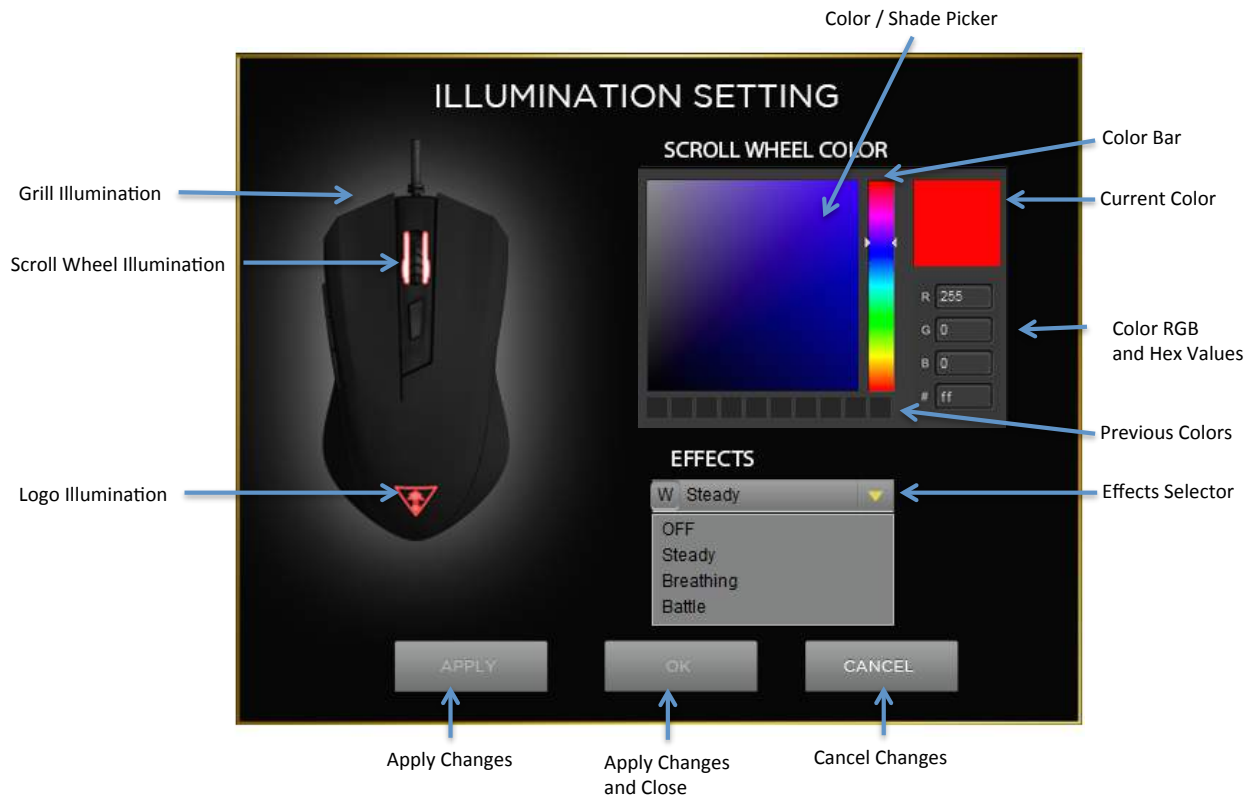 Color / Shade Picker
ILLUMINATION SETTING
SCROLL WHEEL COLOR
Color Bar
Grill Illumination
Current Color
Scroll Wheel Illumination
R 255
G 0
B 0
# ff
Color RGB
and Hex Values
Previous Colors
EFFECTS
Logo Illumination
W Steady
Effects Selector
OFF
Steady
Breathing
Battle
APPLY
OK
CANCEL
Apply Changes
Apply Changes
and Close
Cancel Changes